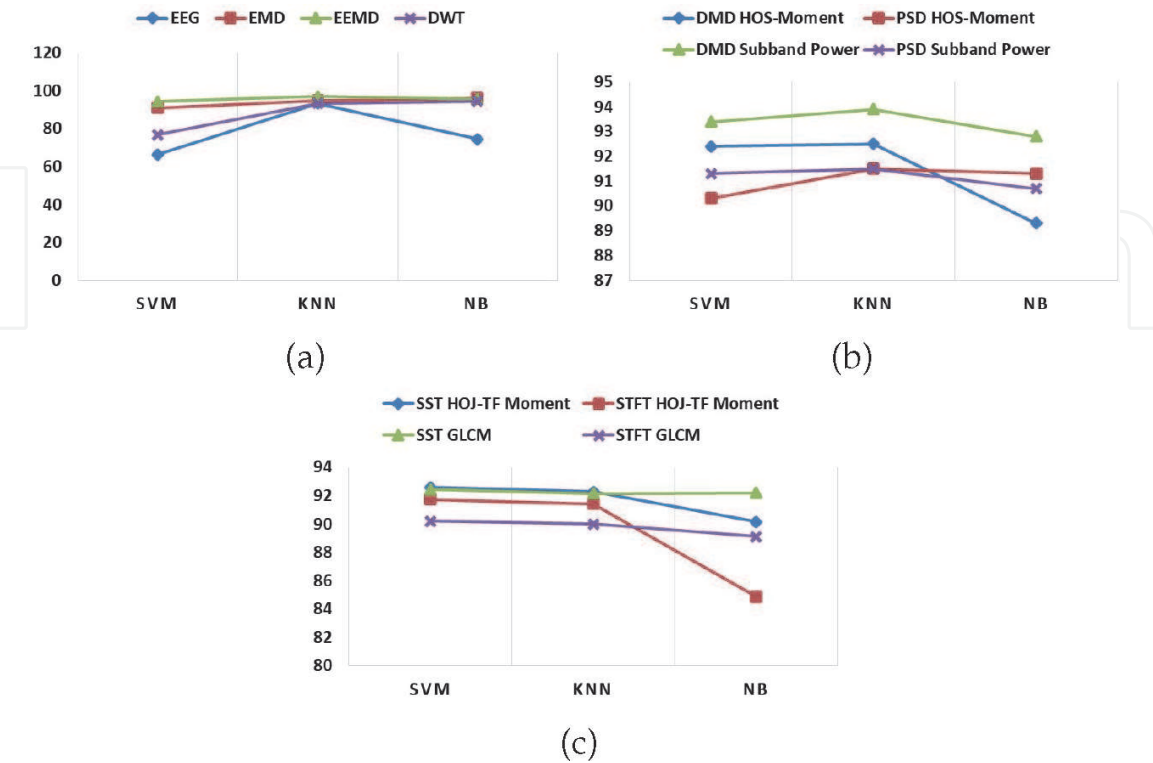 EEG EMD EEMD DWT
120
100
80
60
40
20
0
SVM KNN NB
(a)
DMD HOS-Moment PSD HOS-Moment
DMD Subband Power PSD Subband Power
95
94
93
92
91
90
89
88
87
SVM KNN NB
(b)
SST HOJ-TF Moment STFT HOJ-TF Moment
SST GLCM STFT GLCM
94
92
90
88
86
84
82
80
SVM KNN NB
(c)